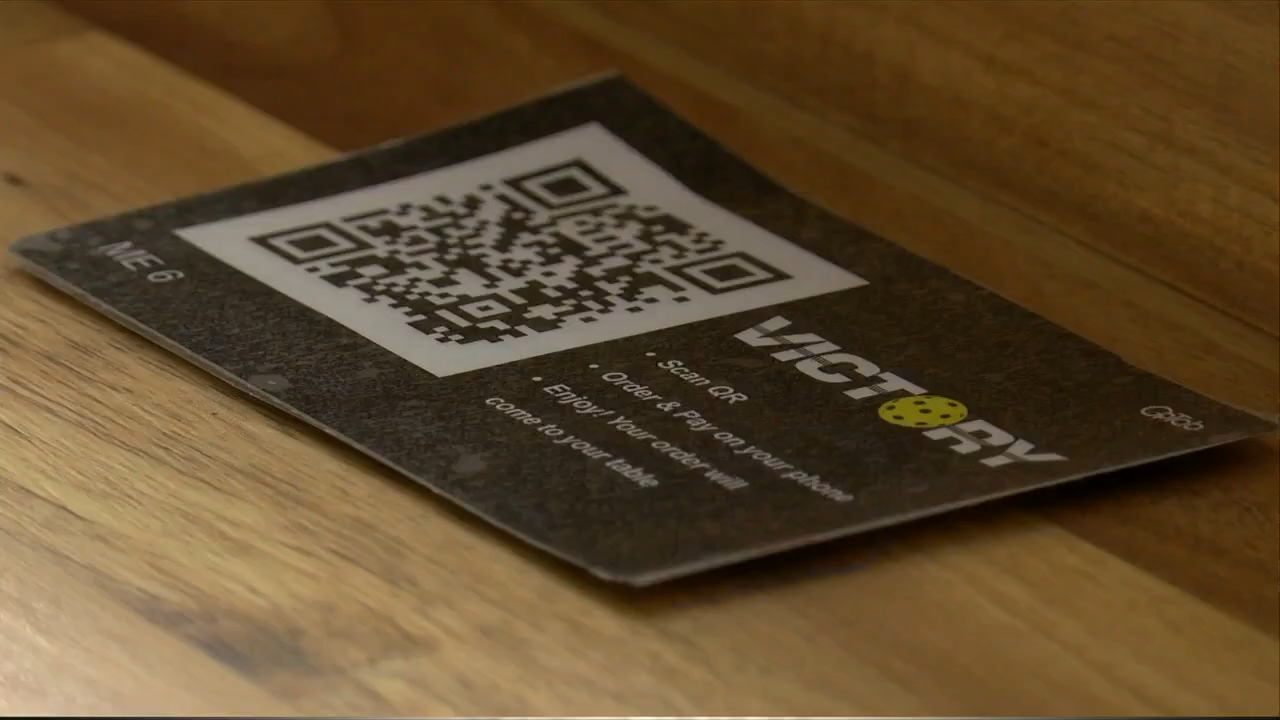 VICTORY
• Scan QR
• Order & Pay on your phone
• Enjoy! Your order will
come to your table
ME 6